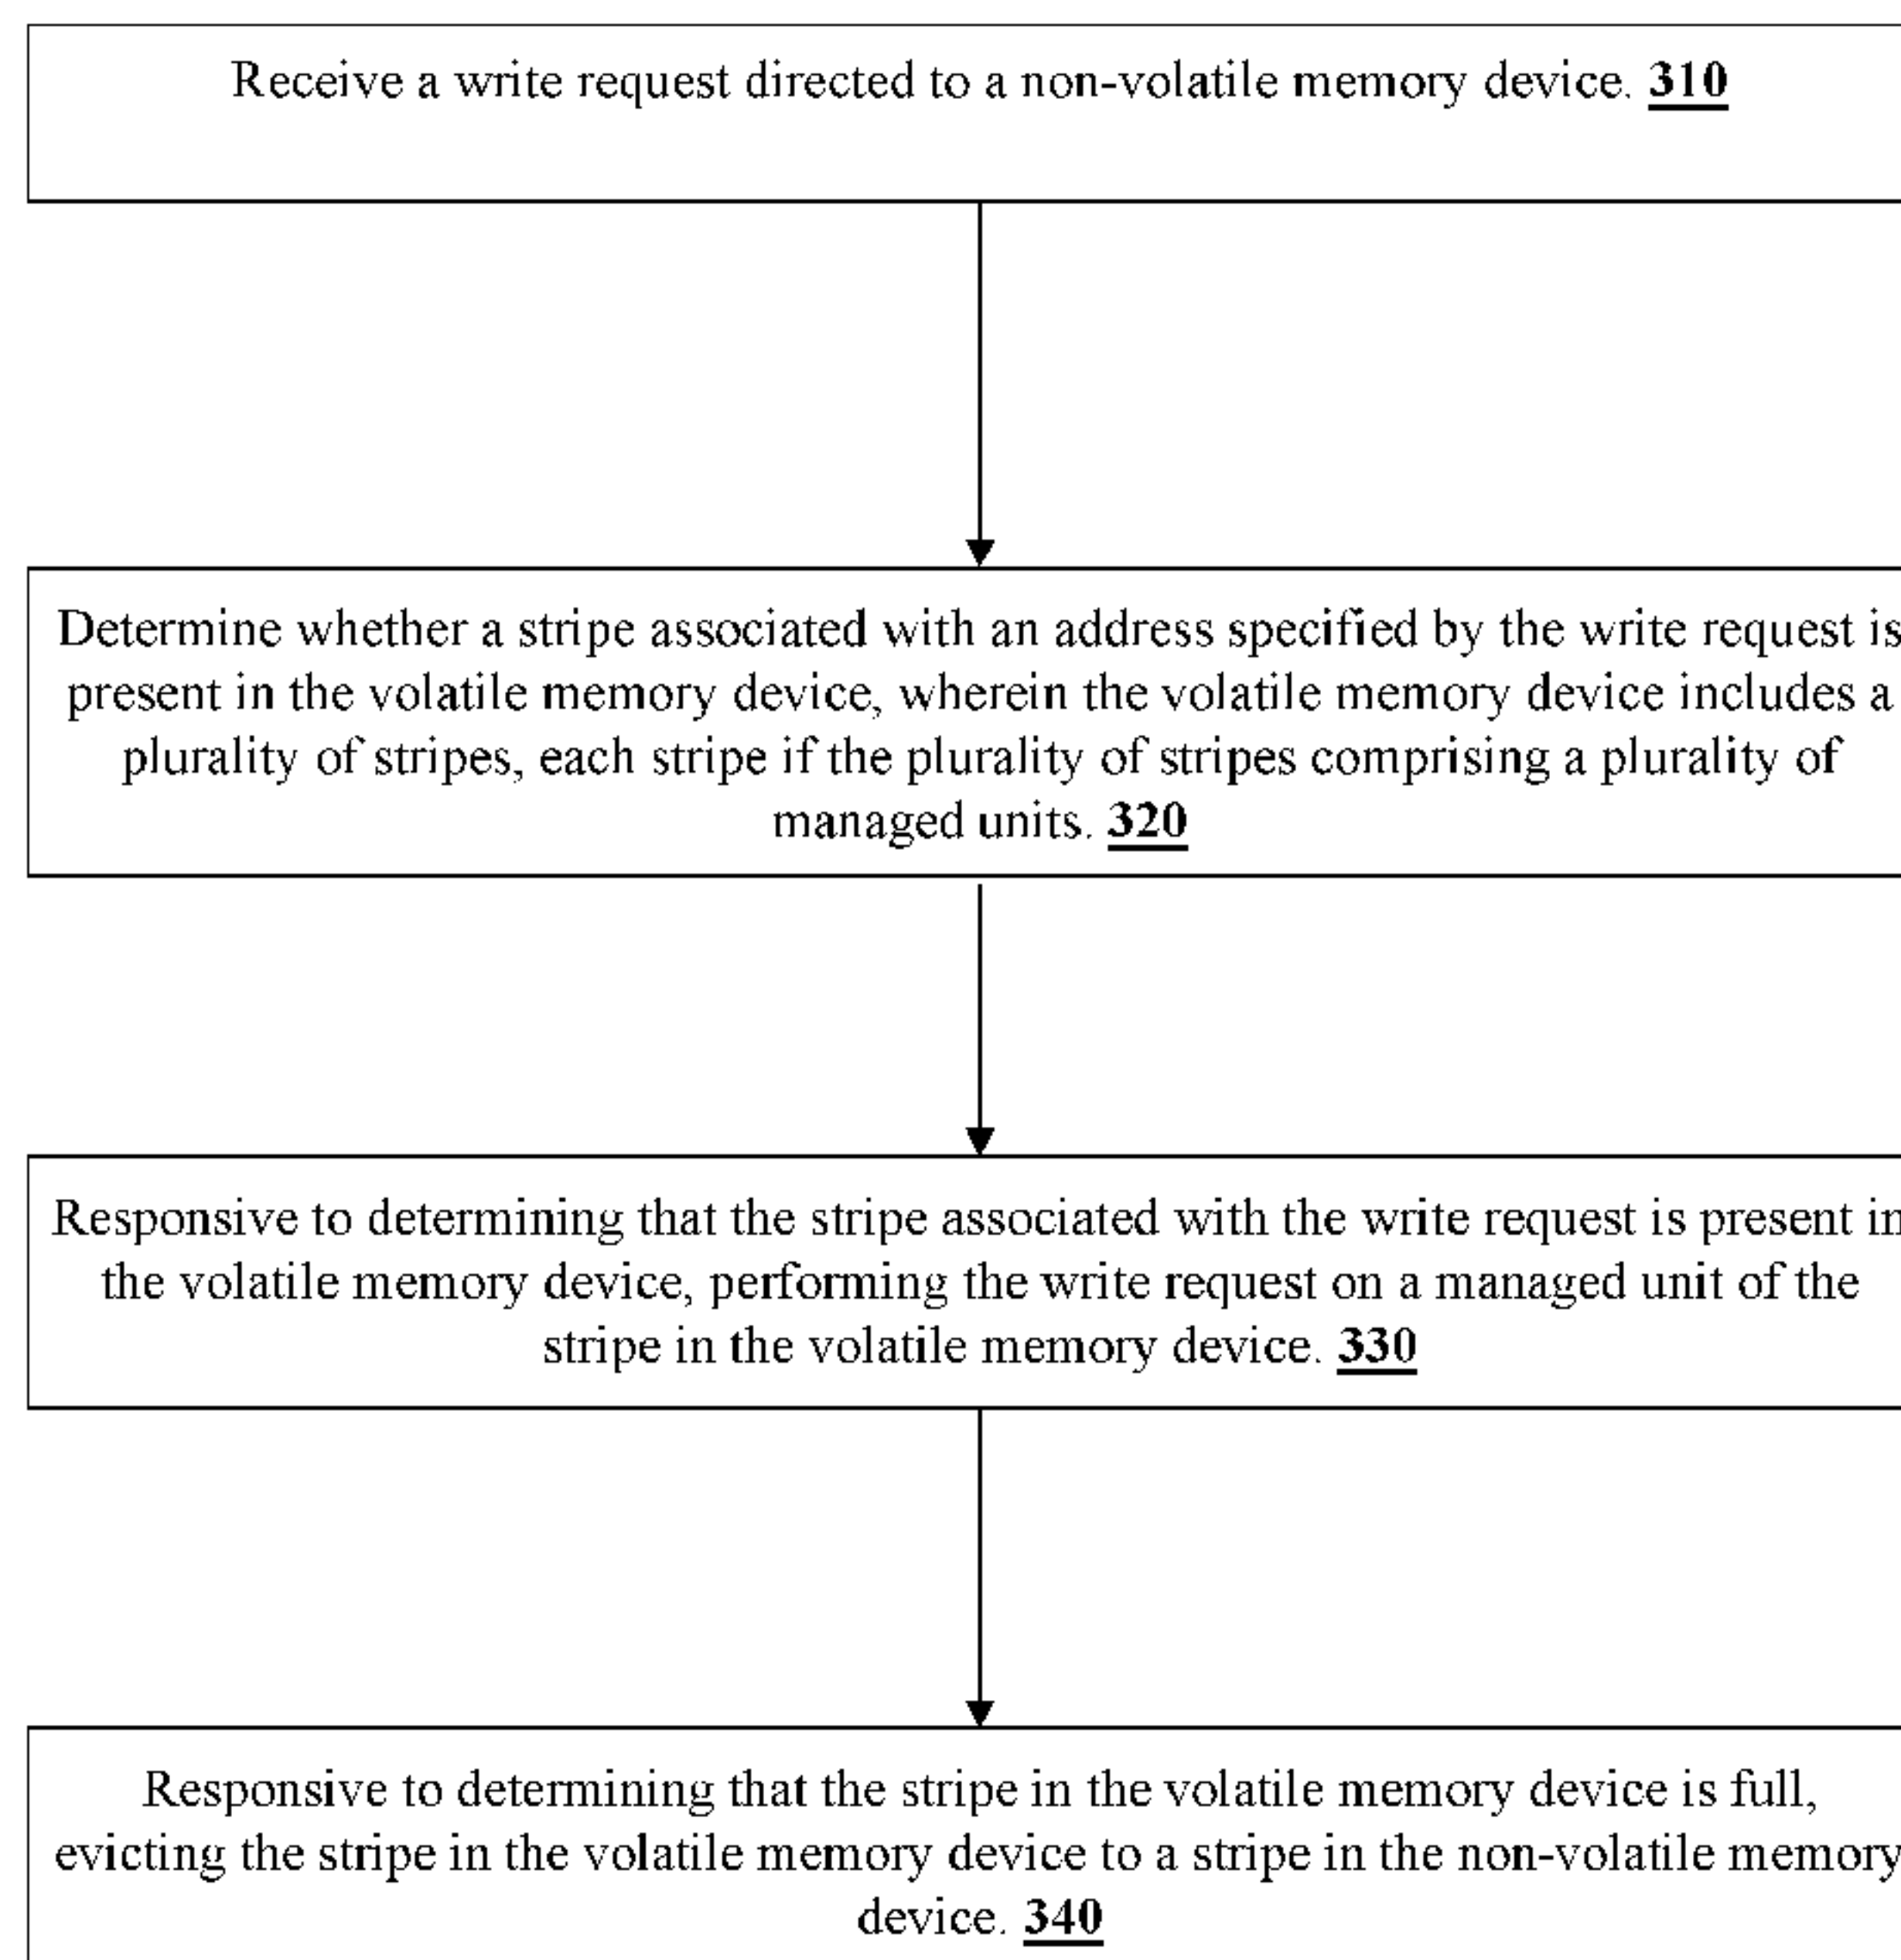 Receive a write request directed to a non-volatile memory device. 310
Determine whether a stripe associated with an address specified by the write request is
present in the volatile memory device, wherein the volatile memory device includes a
plurality of stripes, each stripe if the plurality of stripes comprising a plurality of
managed units. 320
Responsive to determining that the stripe associated with the write request is present in
the volatile memory device, performing the write request on a managed unit of the
stripe in the volatile memory device. 330
Responsive to determining that the stripe in the volatile memory device is full,
evicting the stripe in the volatile memory device to a stripe in the non-volatile memory
device. 340